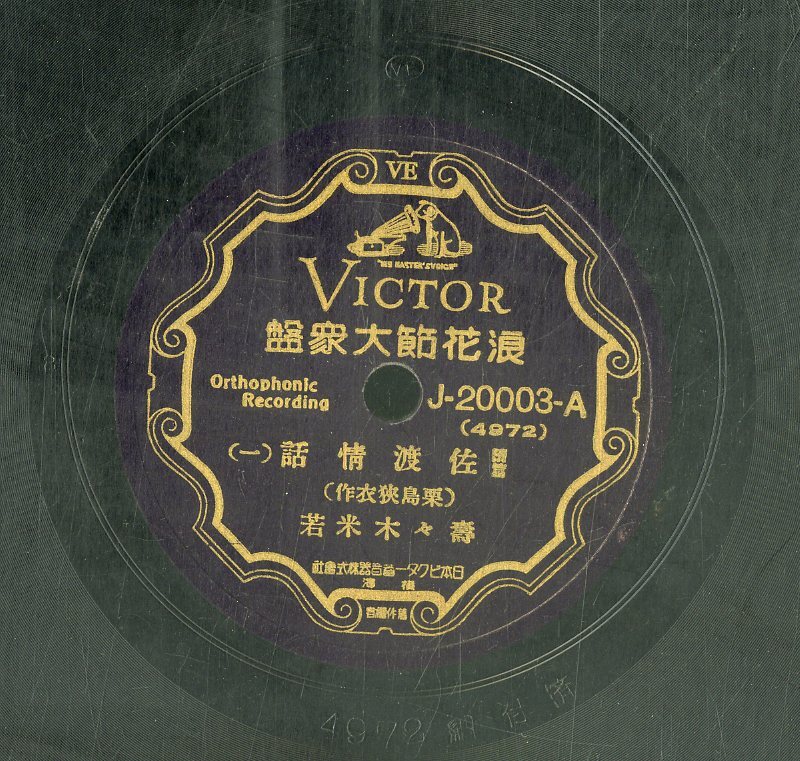 VI
VE
"HIS MASTER'S VOICE"
VICTOR
浪花節大衆盤
Orthophonic
Recording
J-20003-A
(4972)
佐渡情話(一)
(栗島狹衣作)
壽々木米若
日本ビクター蓄音器株式會社
横濱
4972